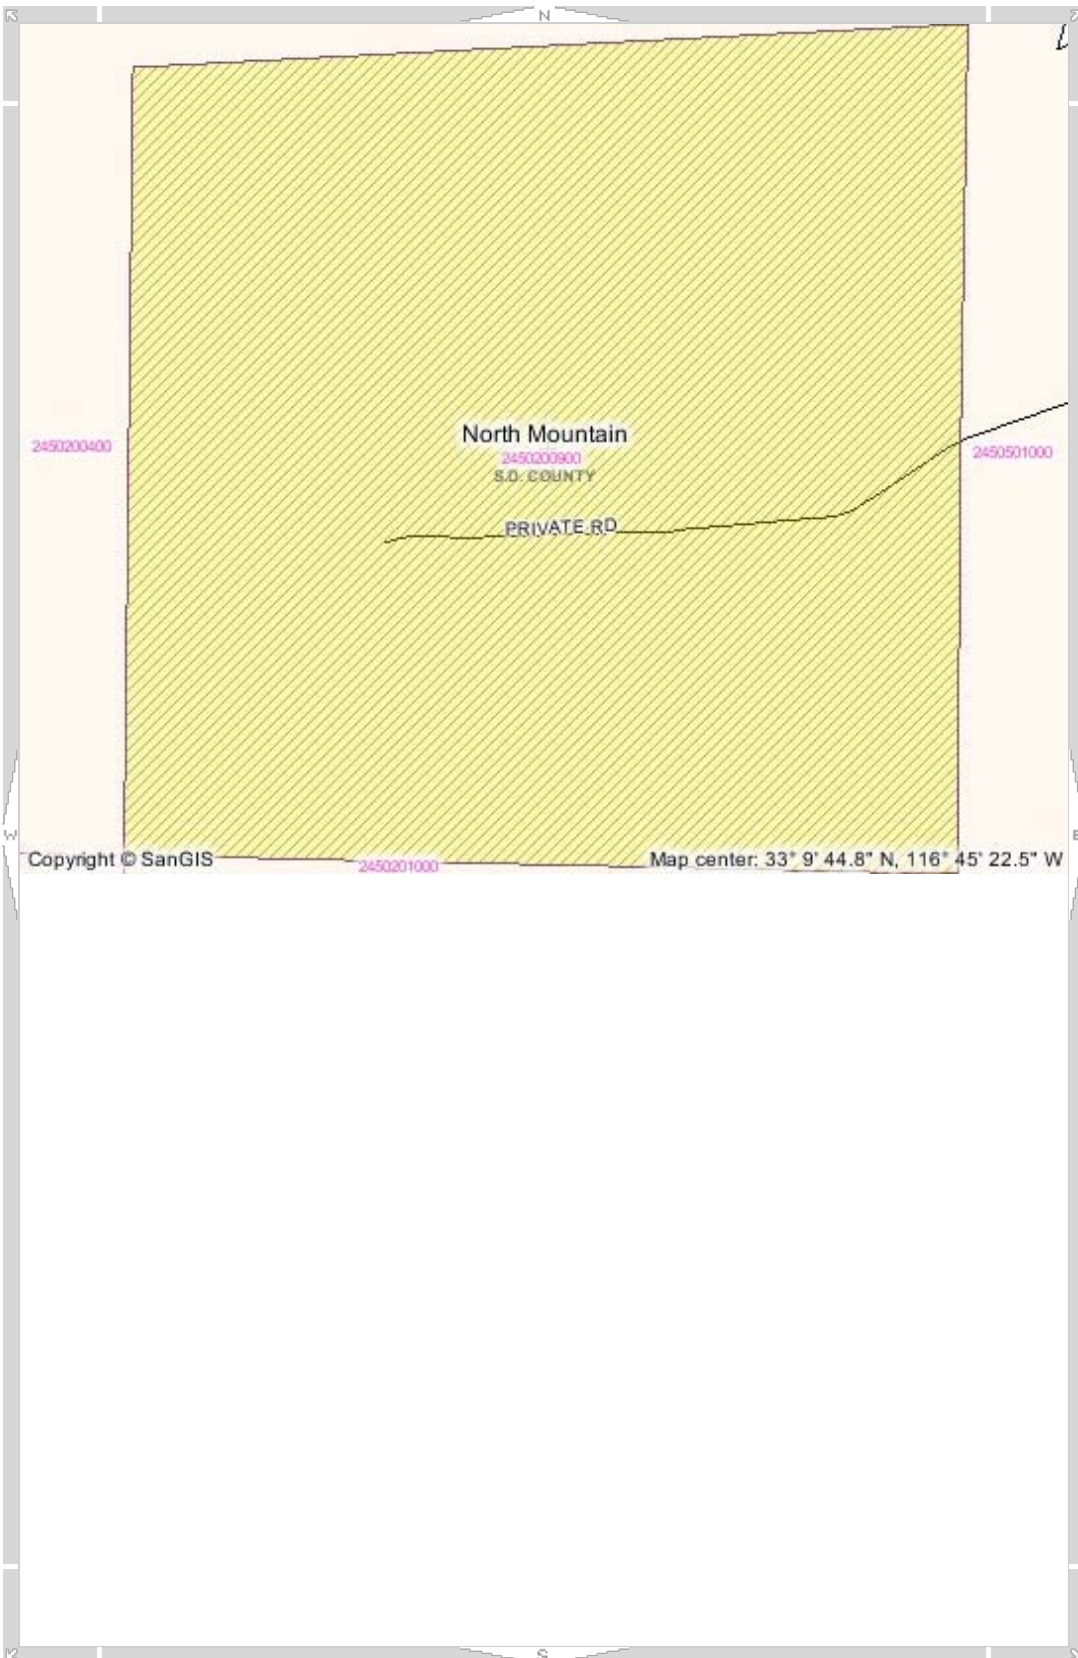 N
North Mountain
2450200400
2450200900
2450501000
S.D. COUNTY
PRIVATE RD
W
E
Copyright © SanGIS
2450201000
Map center: 33° 9' 44.8" N, 116° 45' 22.5" W
S